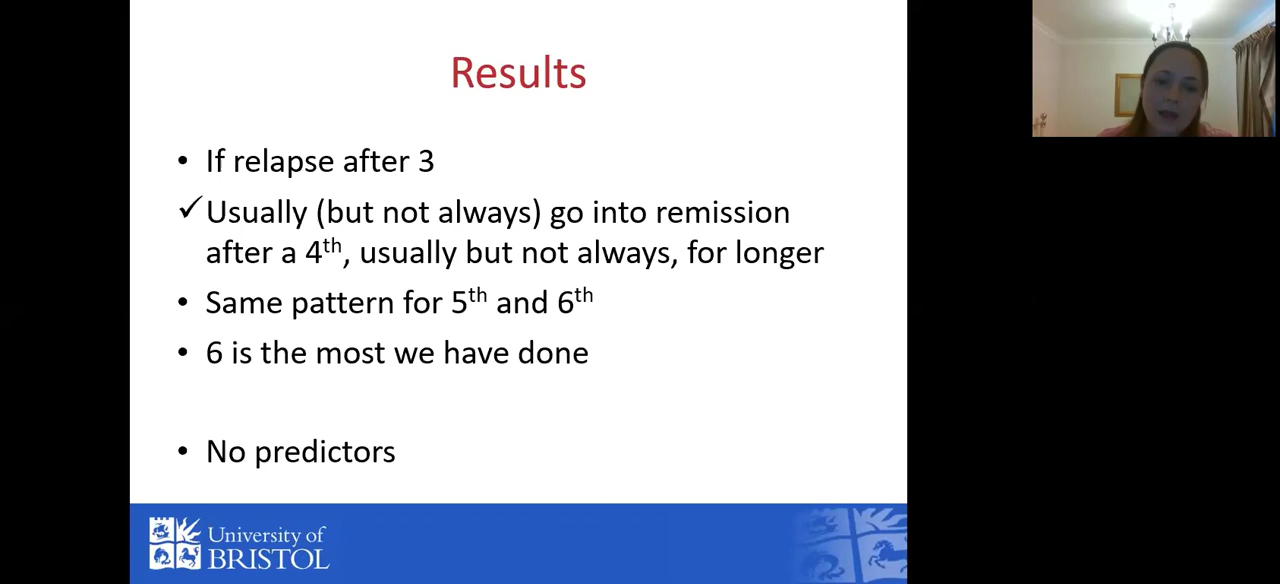 Results
• If relapse after 3
✓ Usually (but not always) go into remission
after a 4th, usually but not always, for longer
• Same pattern for 5th and 6th
• 6 is the most we have done
• No predictors
University of
BRISTOL